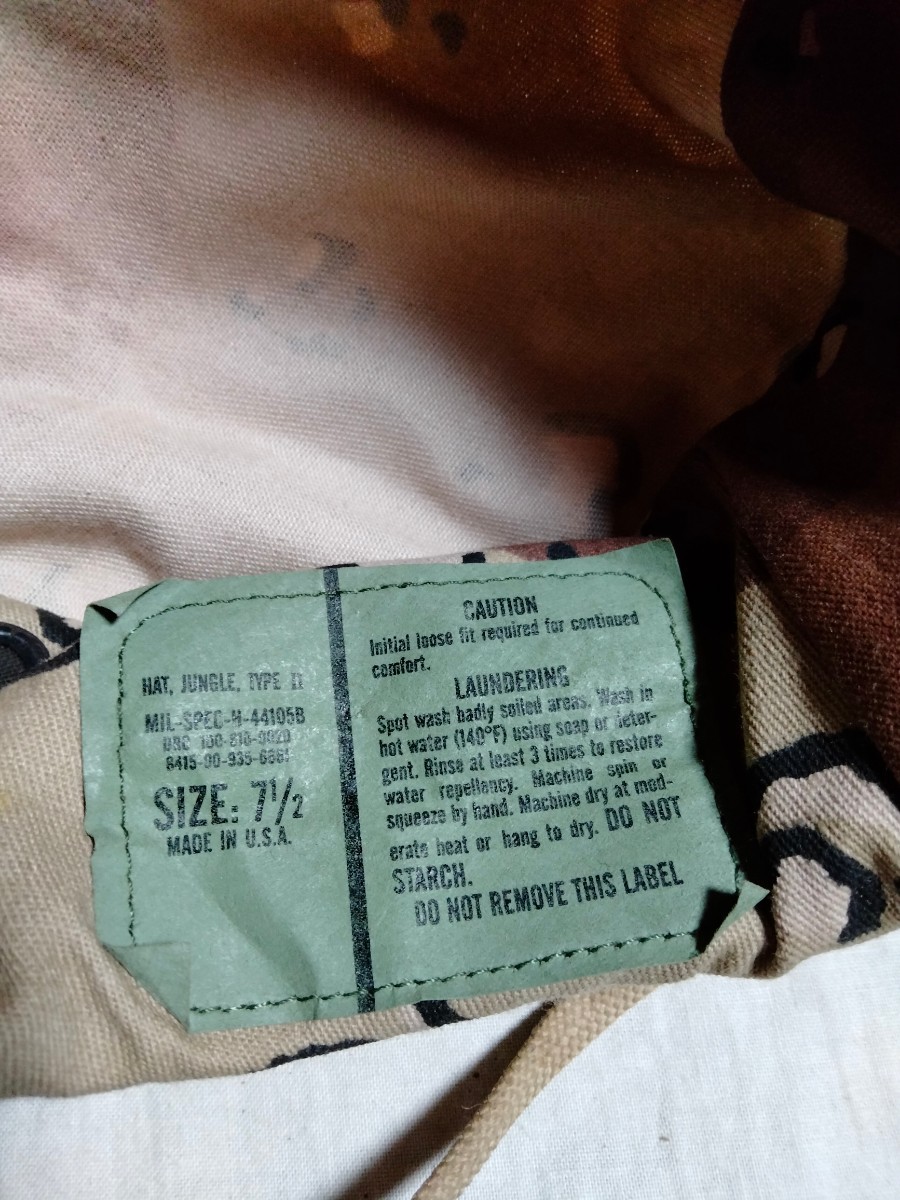 HAT, JUNGLE, TYPE II
MIL-SPEC-H-44105B
8415-00-935-
SIZE: 7 1/2
MADE IN U.S.A.
CAUTION
Initial loose fit required for continued
comfort.
LAUNDERING
Spot wash badly soiled areas. Wash in
hot water (140°F) using soap or deter-
gent. Rinse at least 3 times to restore
water repellency. Machine spin or
squeeze by hand. Machine dry at mod-
erate heat or hang to dry. DO NOT
STARCH.
DO NOT REMOVE THIS LABEL